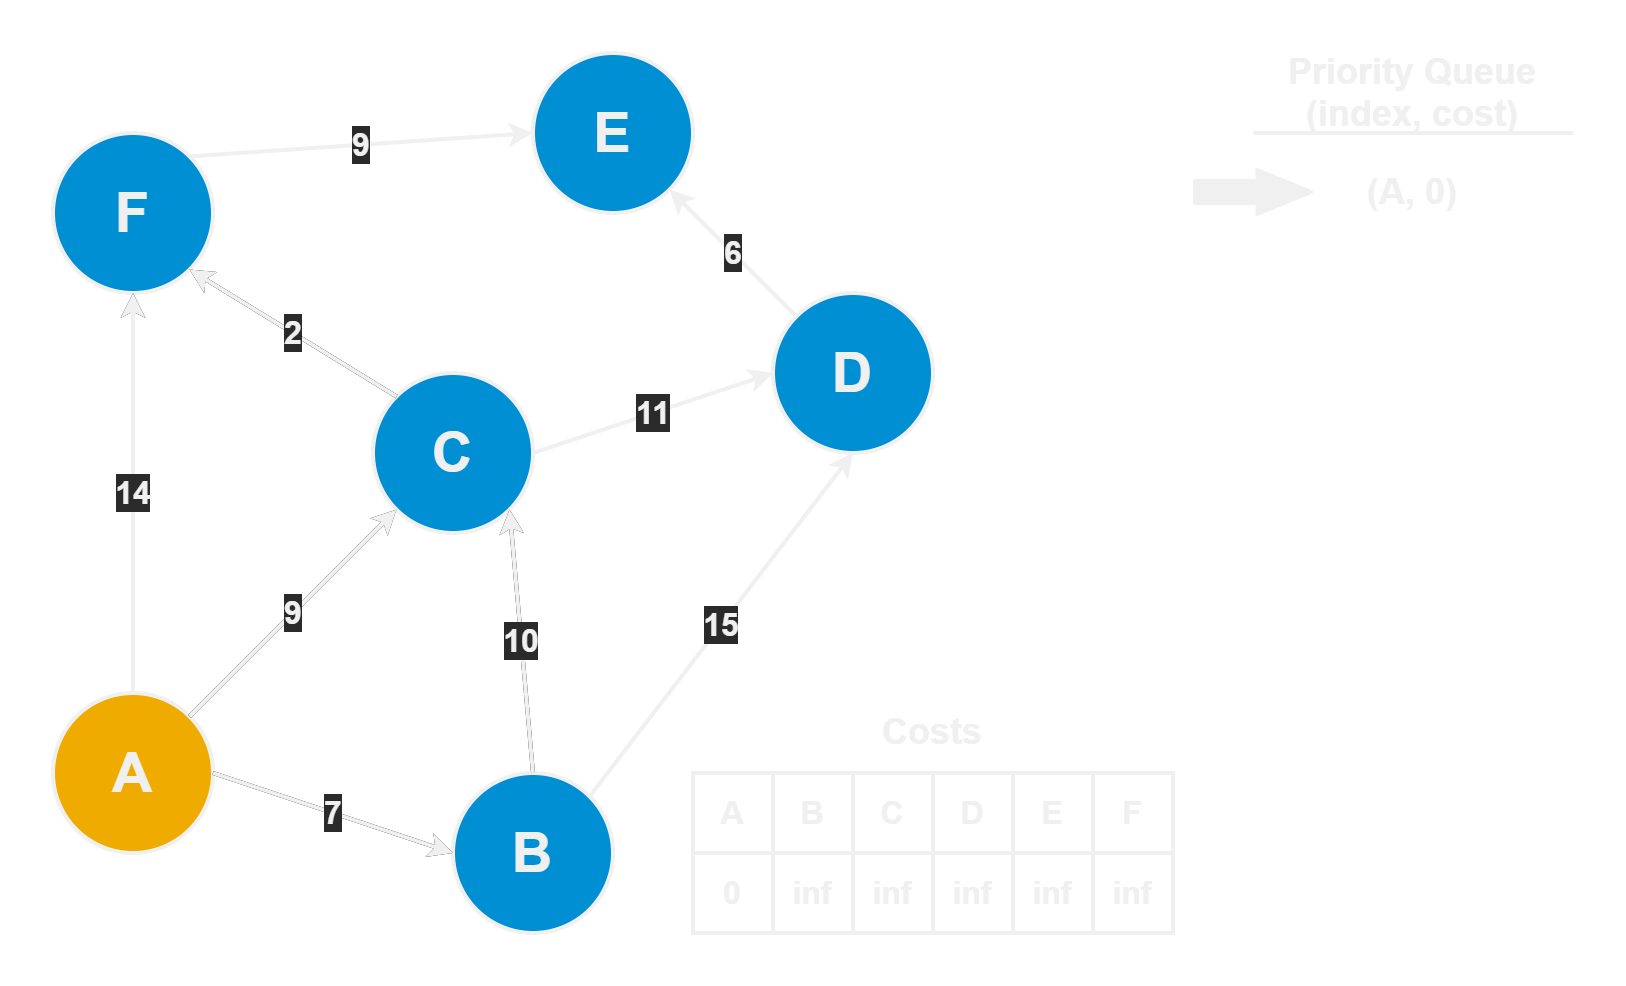 Priority Queue
(index, cost)
(A, 0)
E
9
F
6
2
D
11
C
14
9
10
15
A
7
B
Costs
A B C D E F
0 inf inf inf inf inf